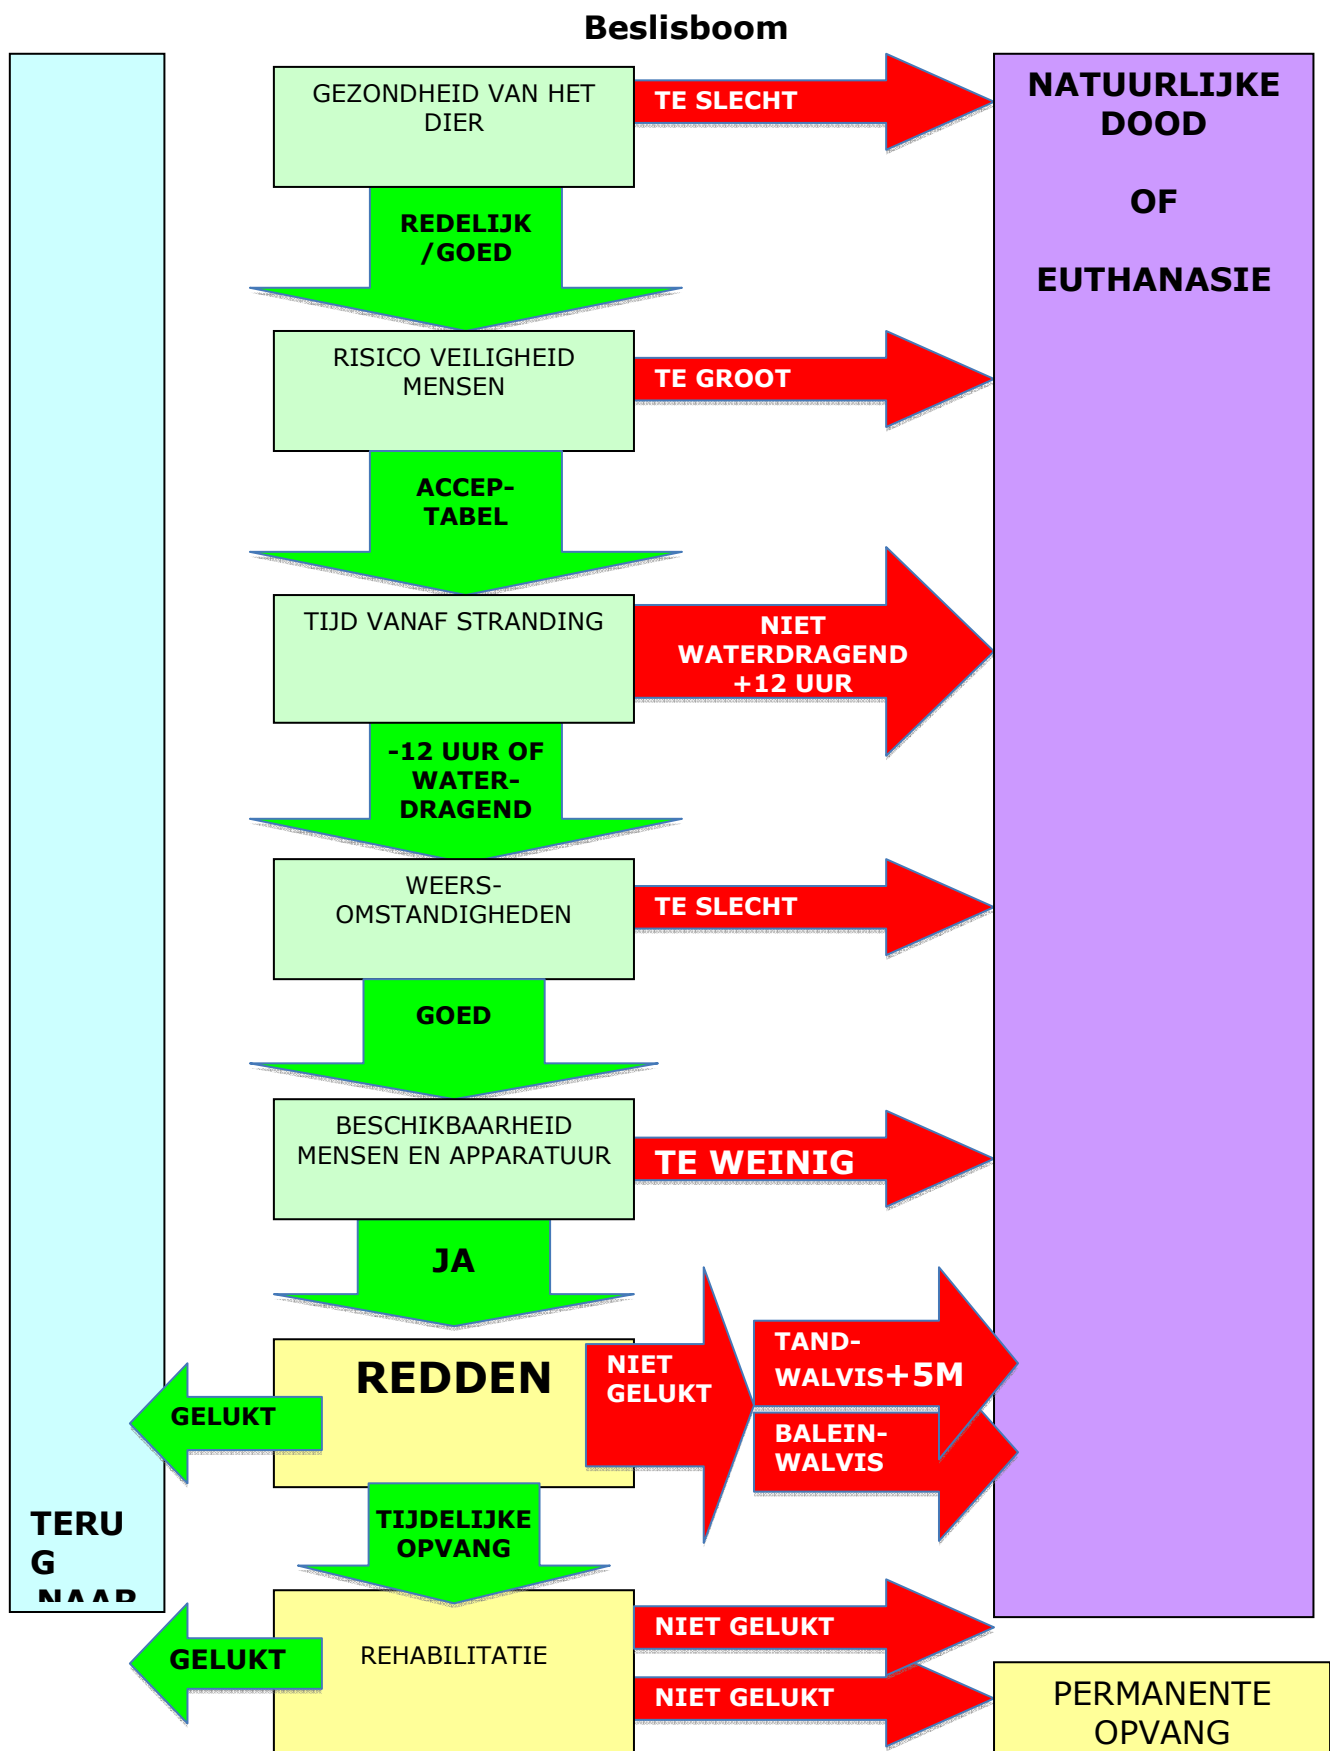 Beslisboom
GEZONDHEID VAN HET
DIER
TE SLECHT
NATUURLIJKE
DOOD
OF
EUTHANASIE
REDELIJK
/GOED
RISICO VEILIGHEID
MENSEN
TE GROOT
ACCEP-
TABEL
TIJD VANAF STRANDING
NIET
WATERDRAGEND
+12 UUR
-12 UUR OF
WATER-
DRAGEND
WEERS-
OMSTANDIGHEDEN
TE SLECHT
GOED
BESCHIKBAARHEID
MENSEN EN APPARATUUR
TE WEINIG
JA
REDDEN
NIET
GELUKT
TAND-
WALVIS+5M
BALEIN-
WALVIS
GELUKT
TIJDELIJKE
OPVANG
TERU
G
NAAR
REHABILITATIE
GELUKT
NIET GELUKT
NIET GELUKT
PERMANENTE
OPVANG